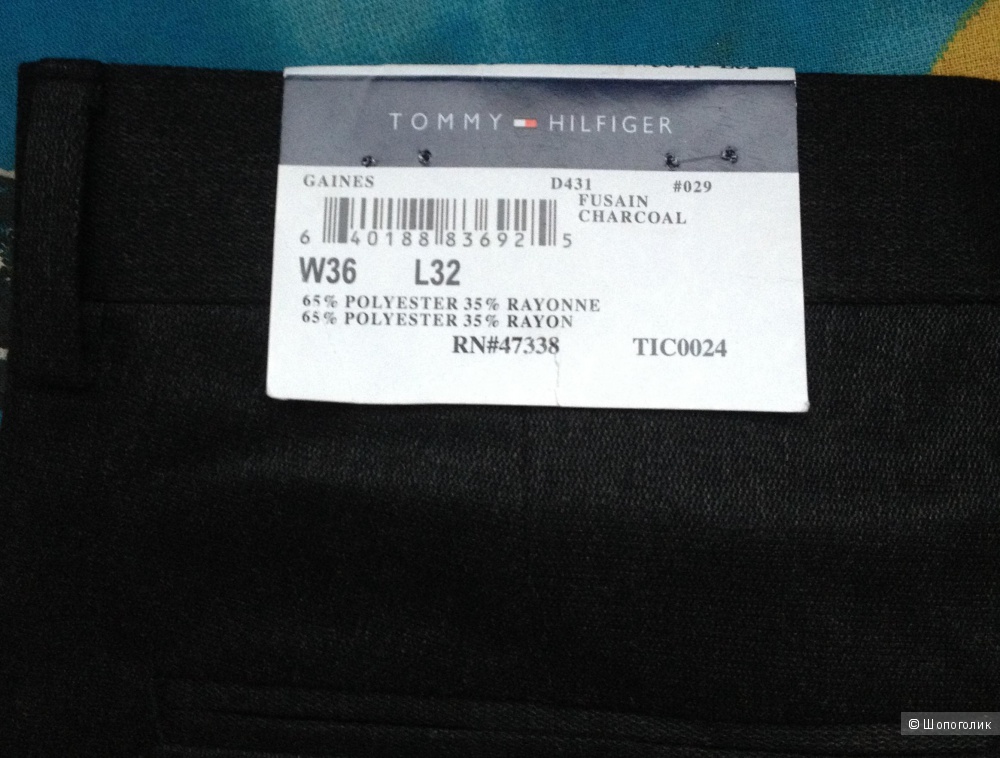 TOMMY HILFIGER
GAINES D431 #029
FUSAIN
CHARCOAL
6 40188 83692 5
W36 L32
65% POLYESTER 35% RAYONNE
65% POLYESTER 35% RAYON
RN#47338 TIC0024
© Шопоголик